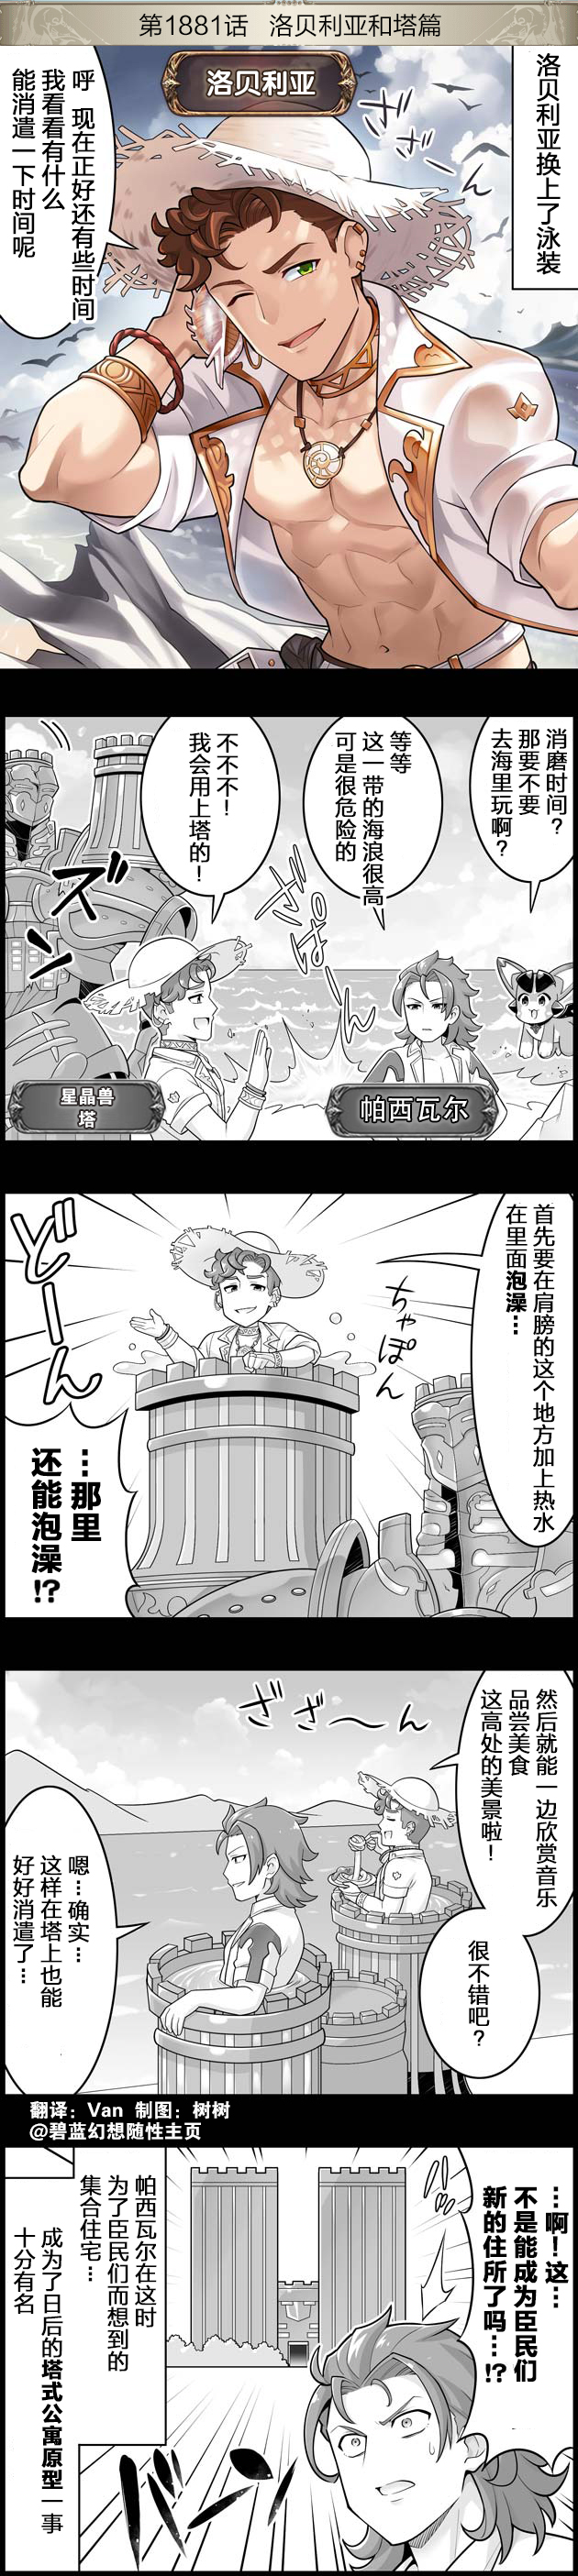 第1881话 洛贝利亚和塔篇
洛贝利亚换上了泳装
洛贝利亚
ざざーん
呼 现在正好还有些时间
我看看有什么
能消遣一下时间呢
消磨时间？
那要不要
去海里玩啊？
等等
这一带的海浪很高
可是很危险的
不不不！
我会用上塔的！
ざぱーん
ズシン
星晶兽
塔
帕西瓦尔
首先要在肩膀的这个地方加上热水
在里面泡澡…
ちゃぽん
どーん
…那里
还能泡澡!?
ざざ～ん
然后就能一边欣赏音乐
品尝美食
这高处的美景啦！
很不错吧？
嗯…确实…
这样在塔上也能
好好消遣了…
翻译：Van 制图：树树
@碧蓝幻想随性主页
…啊！这…
不是能成为臣民们
新的住所了吗…!?
帕西瓦尔在这时
为了臣民们而想到的
集合住宅…
成为了日后的塔式公寓原型一事
十分有名
バーン